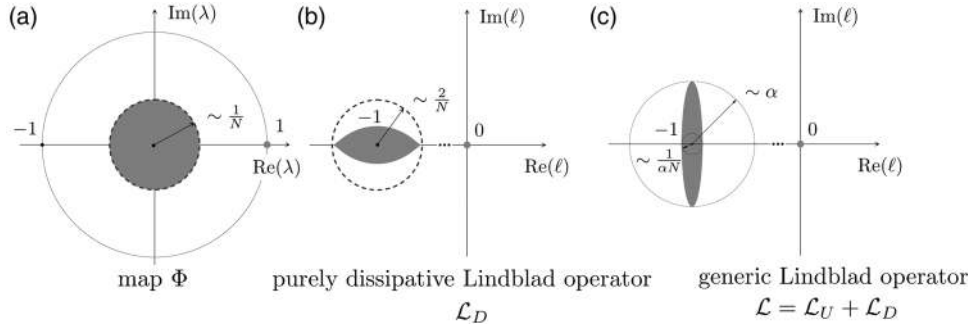 (a)
Im(λ)
∼ 1/N
−1
1
Re(λ)
map Φ
(b)
Im(ℓ)
∼ 2/N
−1
0
Re(ℓ)
purely dissipative Lindblad operator
ℒ_D
(c)
Im(ℓ)
∼ α
−1
0
∼ 1/αN
Re(ℓ)
generic Lindblad operator
ℒ = ℒ_U + ℒ_D